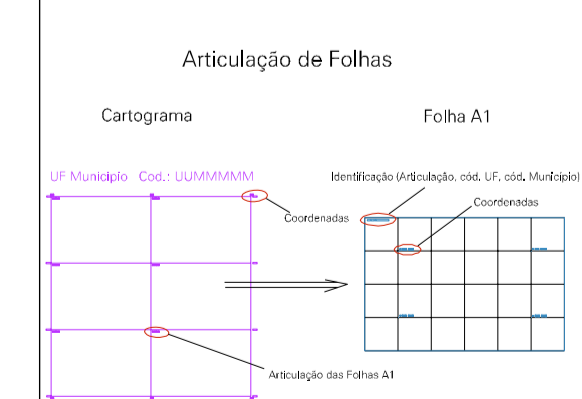 Articulação de Folhas
Cartograma
Folha A1
UF Município Cod.: UUMMMMM
Identificação (Articulação, cód. UF, cód. Município)
Coordenadas
Coordenadas
Articulação das Folhas A1